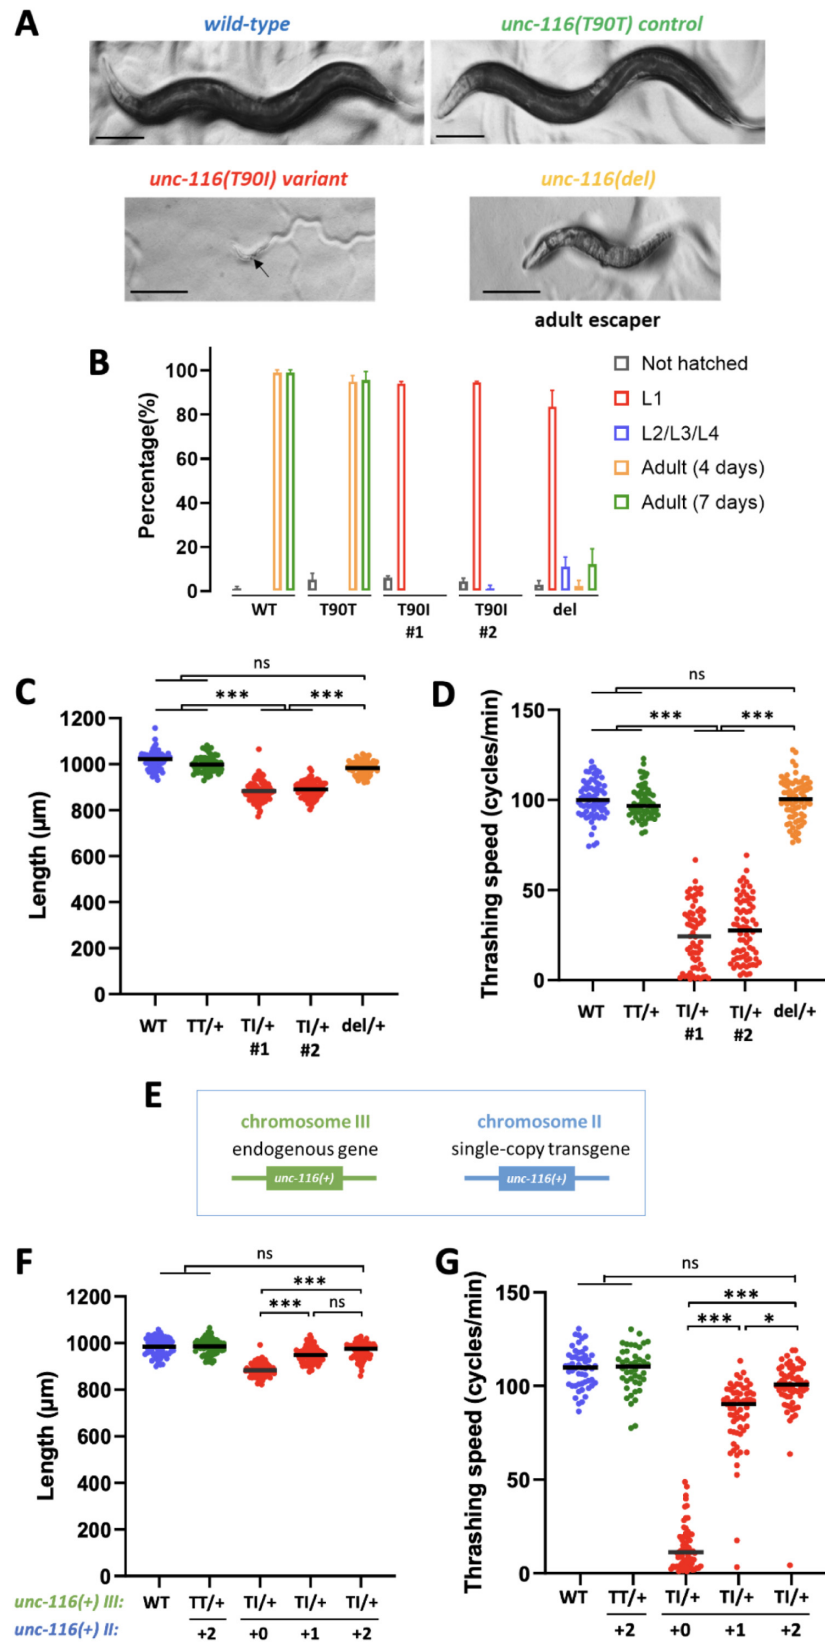 A
wild-type
unc-116(T90T) control
unc-116(T90I) variant
unc-116(del)
adult escaper
B
Percentage(%)
100
80
60
40
20
0
WT
T90T
T90I
#1
T90I
#2
del
Not hatched
L1
L2/L3/L4
Adult (4 days)
Adult (7 days)
C
Length (μm)
1200
1000
800
600
400
200
0
ns
***
***
WT
TT/+
TI/+
#1
TI/+
#2
del/+
D
Thrashing speed (cycles/min)
150
100
50
0
ns
***
***
WT
TT/+
TI/+
#1
TI/+
#2
del/+
E
chromosome III
endogenous gene
unc-116(+)
chromosome II
single-copy transgene
unc-116(+)
F
Length (μm)
1200
1000
800
600
400
200
0
ns
***
***
ns
unc-116(+) III: WT TT/+ TI/+ TI/+ TI/+
unc-116(+) II: +2 +0 +1 +2
G
Thrashing speed (cycles/min)
150
100
50
0
ns
***
***
*
WT TT/+ TI/+ TI/+ TI/+
+2 +0 +1 +2